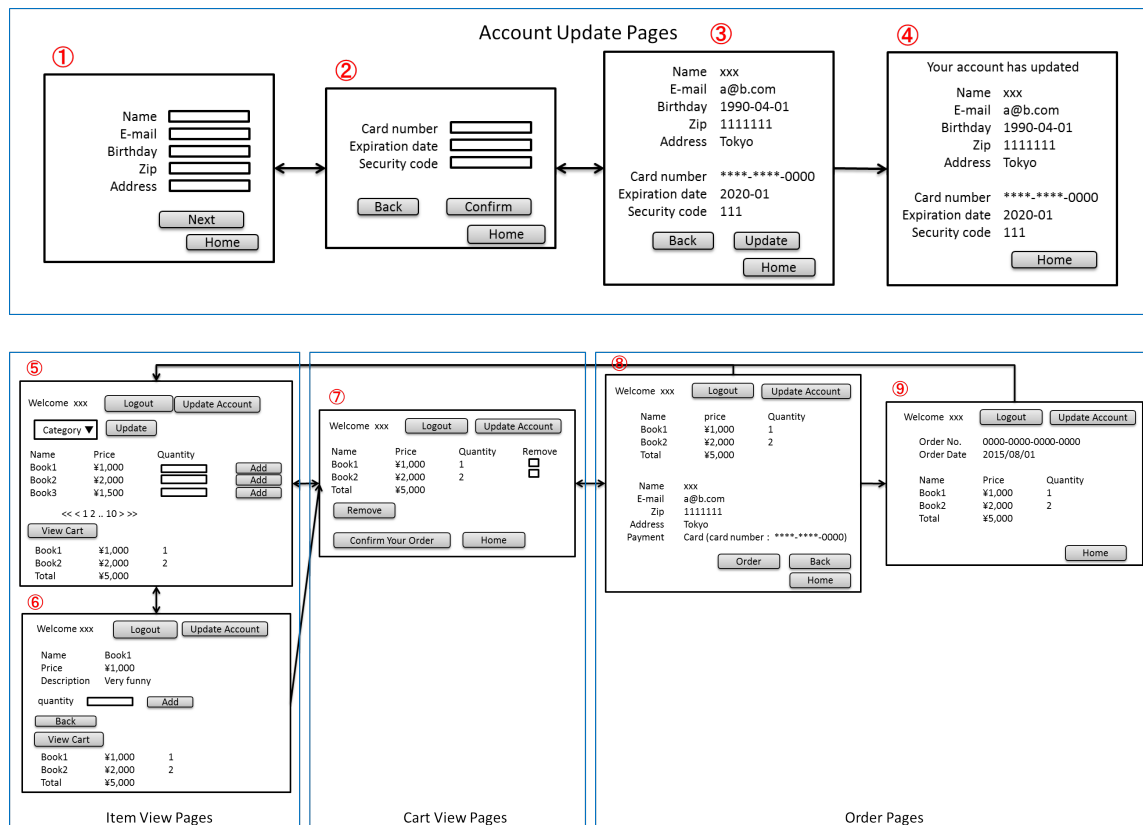 Account Update Pages
①
Name
E-mail
Birthday
Zip
Address
Next
Home
②
Card number
Expiration date
Security code
Back Confirm
Home
③
Name xxx
E-mail a@b.com
Birthday 1990-04-01
Zip 1111111
Address Tokyo
Card number ****-****-0000
Expiration date 2020-01
Security code 111
Back Update
Home
④
Your account has updated
Name xxx
E-mail a@b.com
Birthday 1990-04-01
Zip 1111111
Address Tokyo
Card number ****-****-0000
Expiration date 2020-01
Security code 111
Home
⑤
Welcome xxx Logout Update Account
Category ▼ Update
Name Price Quantity
Book1 ¥1,000 Add
Book2 ¥2,000 Add
Book3 ¥1,500 Add
<< < 1 2 .. 10 > >>
View Cart
Book1 ¥1,000 1
Book2 ¥2,000 2
Total ¥5,000
⑥
Welcome xxx Logout Update Account
Name Book1
Price ¥1,000
Description Very funny
quantity Add
Back
View Cart
Book1 ¥1,000 1
Book2 ¥2,000 2
Total ¥5,000
Item View Pages
⑦
Welcome xxx Logout Update Account
Name Price Quantity Remove
Book1 ¥1,000 1
Book2 ¥2,000 2
Total ¥5,000
Remove
Confirm Your Order Home
Cart View Pages
⑧
Welcome xxx Logout Update Account
Name price Quantity
Book1 ¥1,000 1
Book2 ¥2,000 2
Total ¥5,000
Name xxx
E-mail a@b.com
Zip 1111111
Address Tokyo
Payment Card (card number : ****-****-0000)
Order Back
Home
⑨
Welcome xxx Logout Update Account
Order No. 0000-0000-0000-0000
Order Date 2015/08/01
Name Price Quantity
Book1 ¥1,000 1
Book2 ¥2,000 2
Total ¥5,000
Home
Order Pages